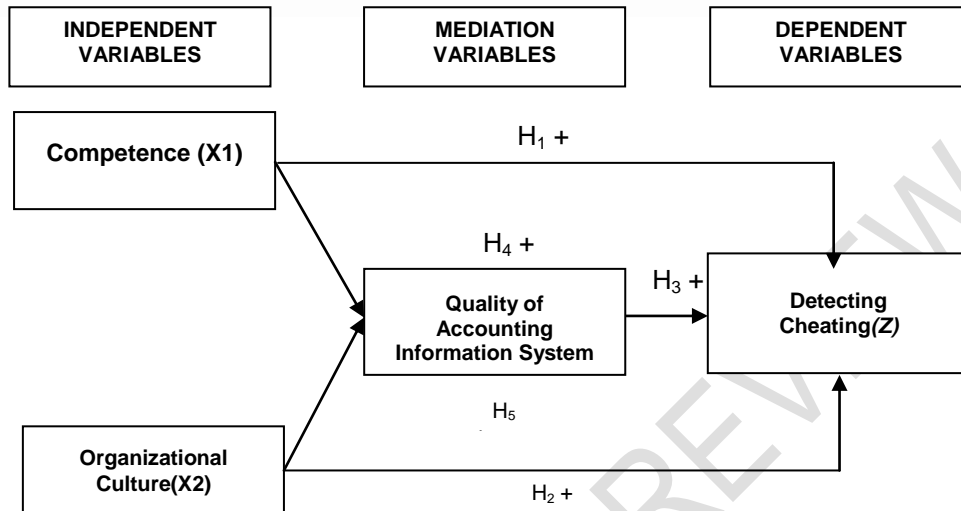 INDEPENDENT
VARIABLES
MEDIATION
VARIABLES
DEPENDENT
VARIABLES
Competence (X1)
H₁ +
H₄ +
H₃ +
Quality of
Accounting
Information System
Detecting
Cheating(Z)
H₅
Organizational
Culture(X2)
H₂ +
REVIEW